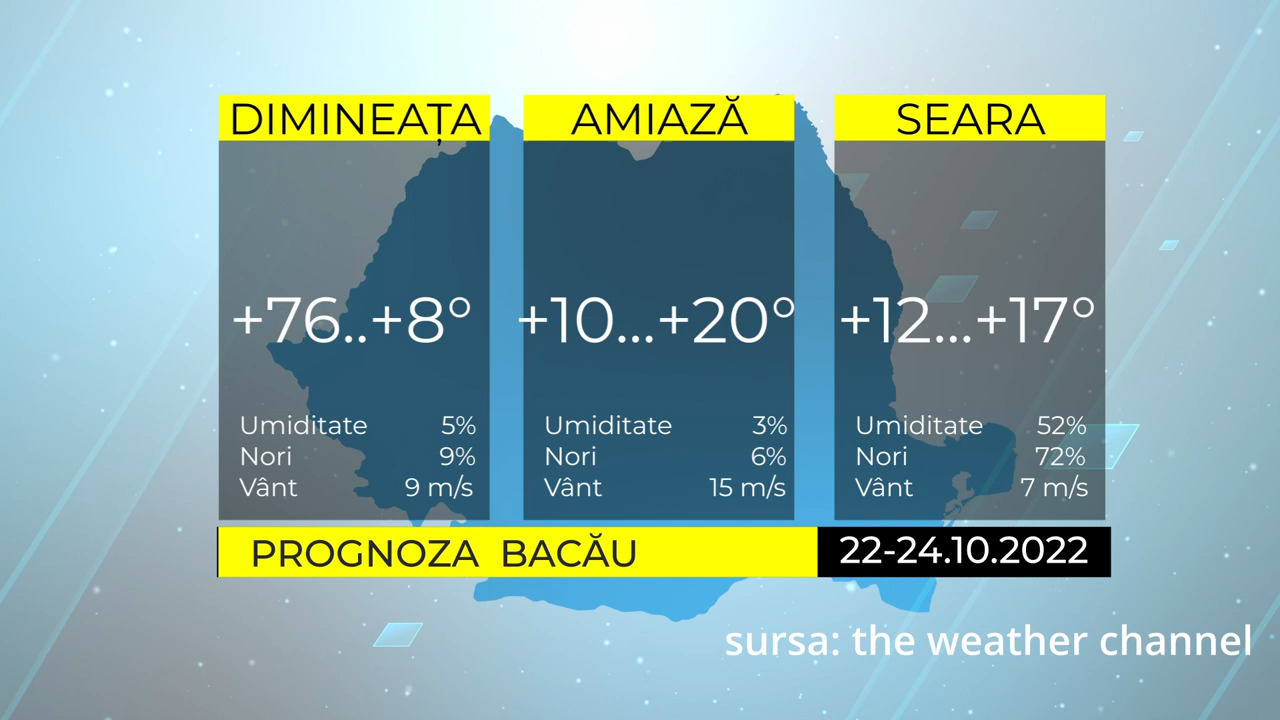 DIMINEAȚA
+76..+8°
Umiditate 5%
Nori 9%
Vânt 9 m/s
AMIAZĂ
+10...+20°
Umiditate 3%
Nori 6%
Vânt 15 m/s
SEARA
+12...+17°
Umiditate 52%
Nori 72%
Vânt 7 m/s
PROGNOZA BACĂU
22-24.10.2022
sursa: the weather channel